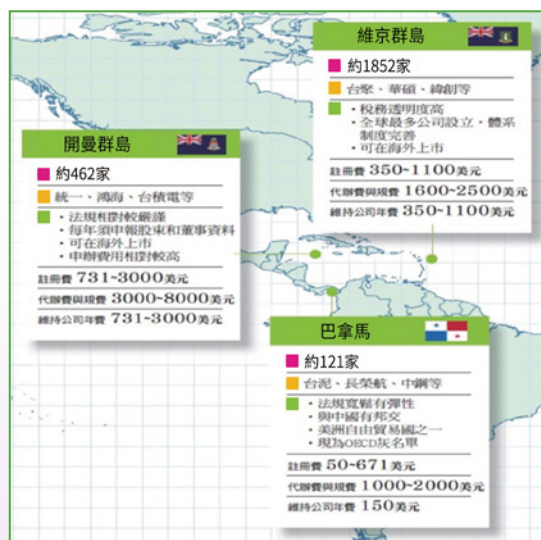 維京群島
約1852家
台聚、華碩、緯創等
・稅務透明度高
・全球最多公司設立，體系
制度完善
・可在海外上市
註冊費 350~1100美元
代辦費與規費 1600~2500美元
維持公司年費 350~1100美元
開曼群島
約462家
統一、鴻海、台積電等
・法規相對較嚴謹
・每年須申報股東和董事資料
・可在海外上市
・申辦費用相對較高
註冊費 731~3000美元
代辦費與規費 3000~8000美元
維持公司年費 731~3000美元
巴拿馬
約121家
台泥、長榮航、中鋼等
・法規寬鬆有彈性
・與中國有邦交
・美洲自由貿易國之一
・現為OECD灰名單
註冊費 50~671美元
代辦費與規費 1000~2000美元
維持公司年費 150美元